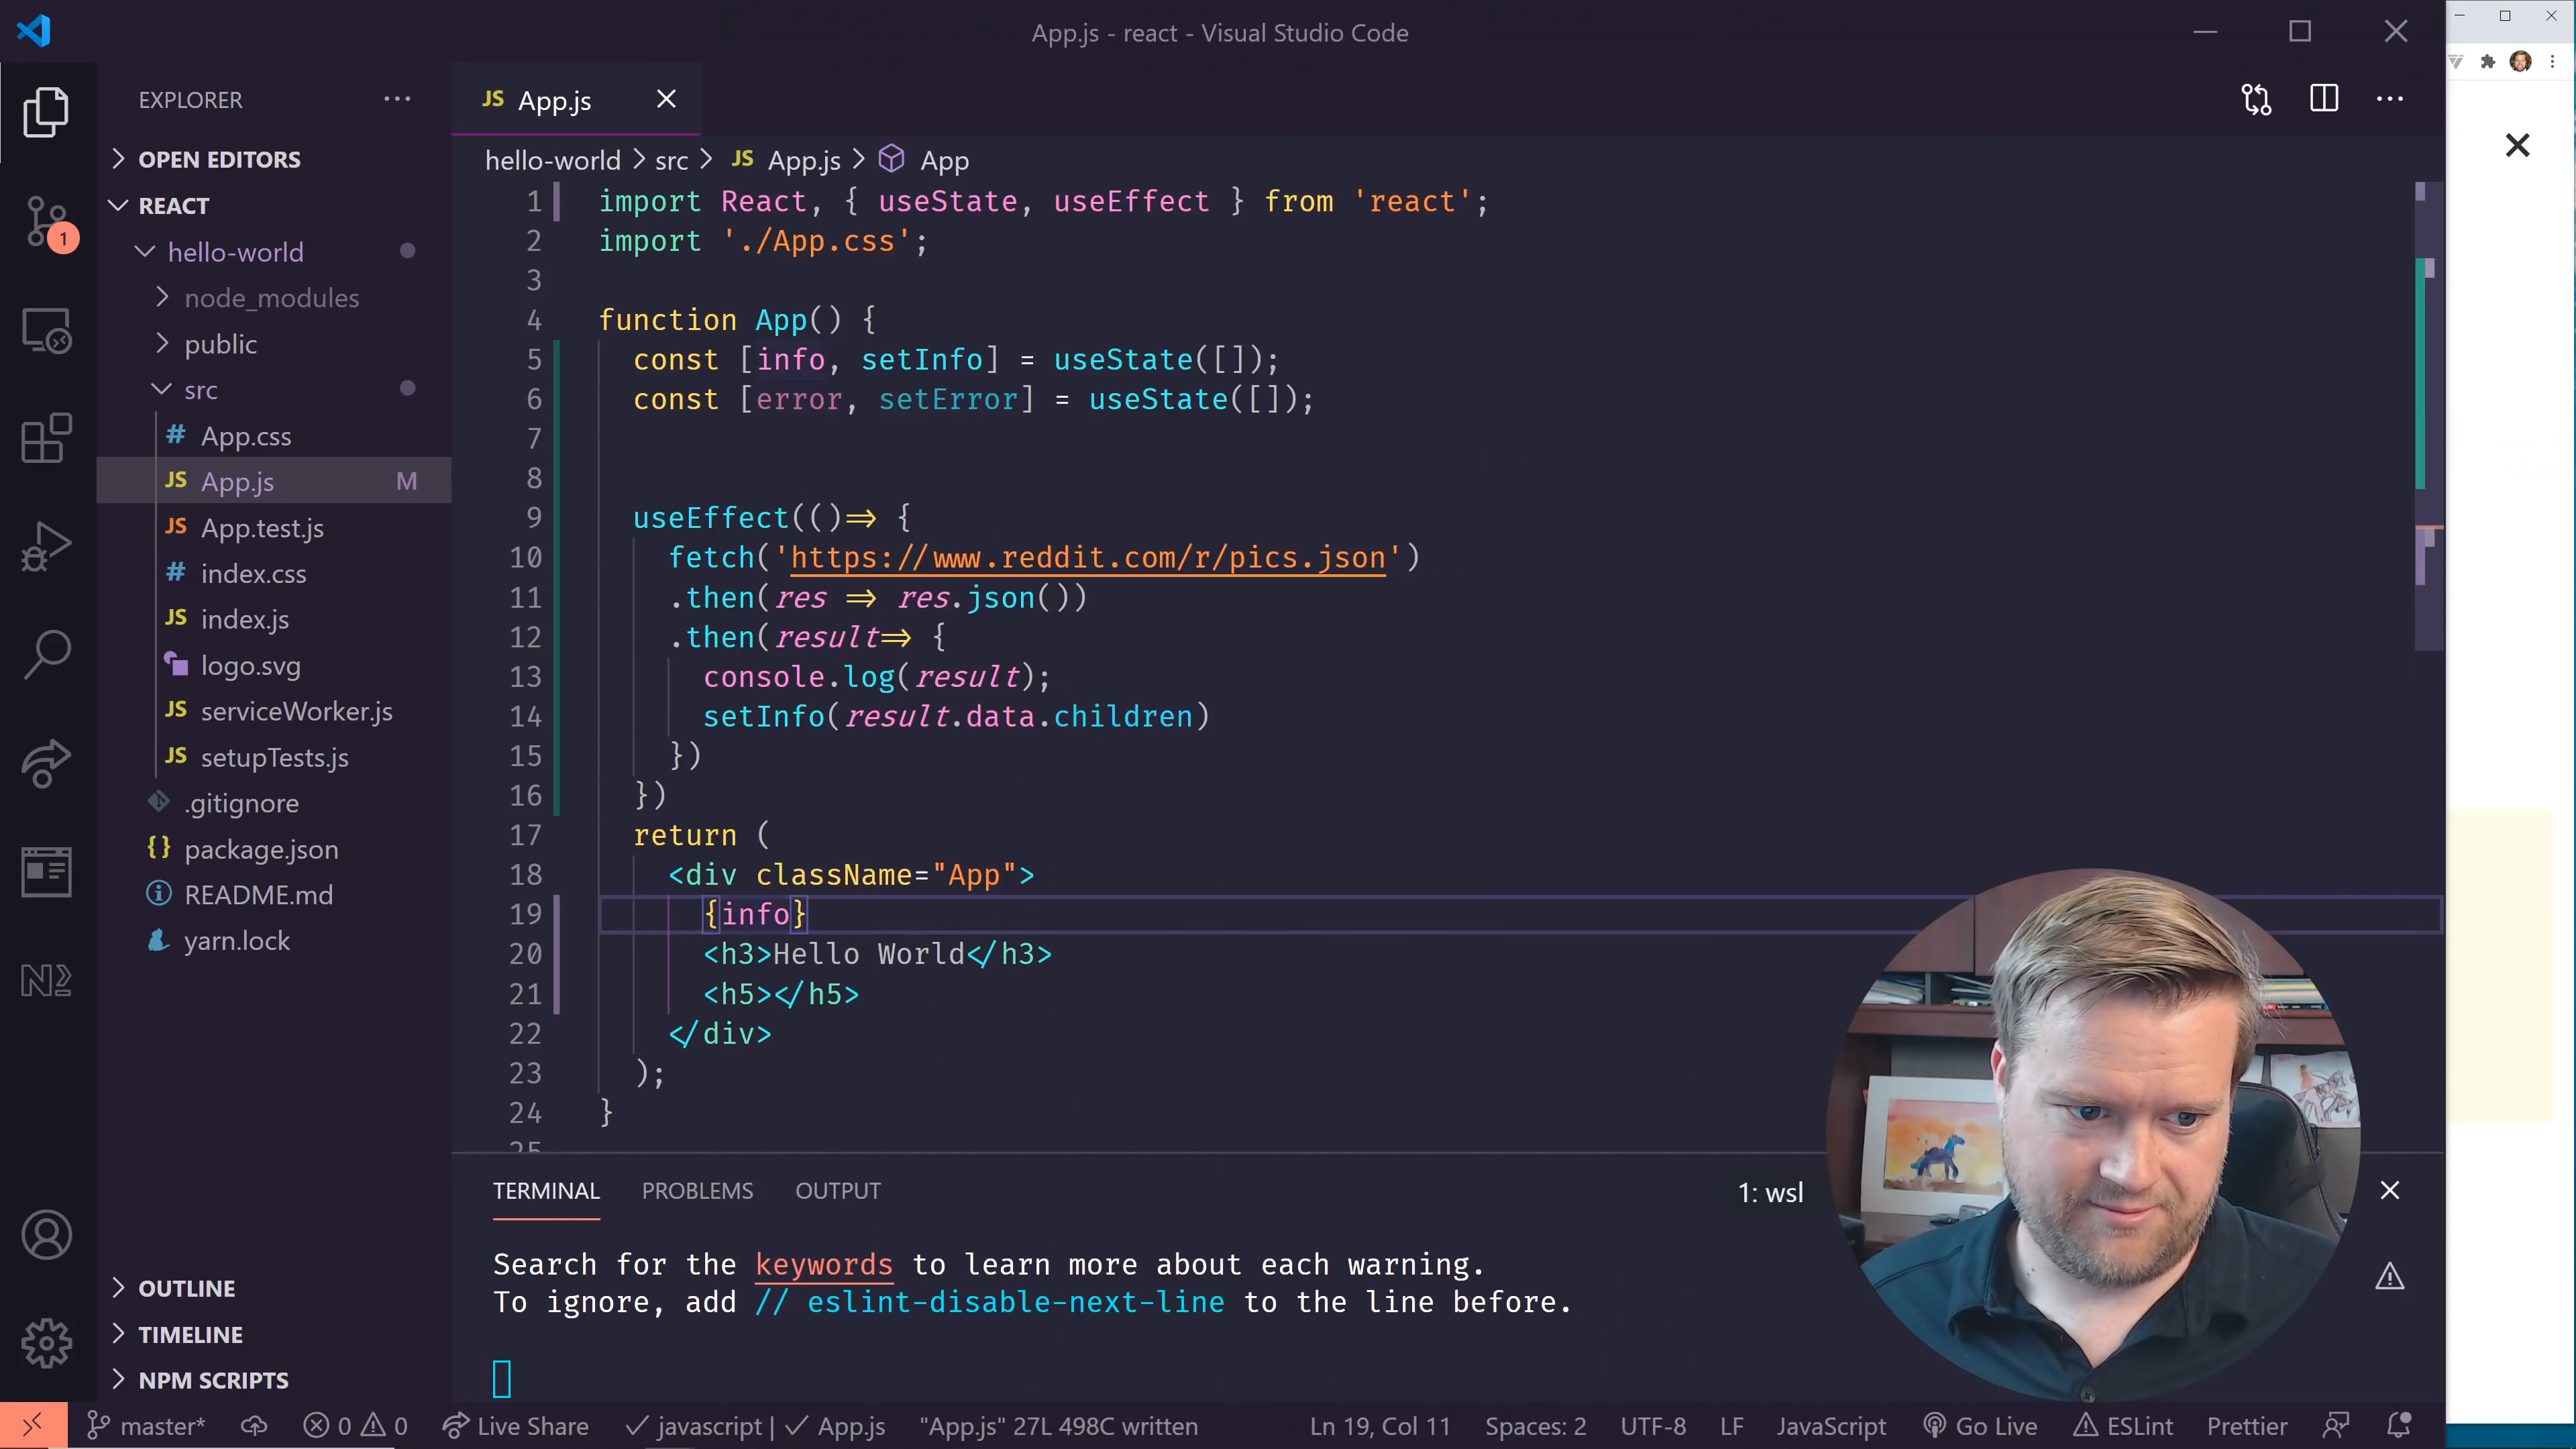 App.js - react - Visual Studio Code
EXPLORER
OPEN EDITORS
REACT
hello-world
node_modules
public
src
# App.css
JS App.js M
JS App.test.js
# index.css
JS index.js
logo.svg
JS serviceWorker.js
JS setupTests.js
.gitignore
{} package.json
README.md
yarn.lock
OUTLINE
TIMELINE
NPM SCRIPTS
1
JS App.js
hello-world > src > JS App.js > App
1 import React, { useState, useEffect } from 'react';
2 import './App.css';
3
4 function App() {
5 const [info, setInfo] = useState([]);
6 const [error, setError] = useState([]);
7
8
9 useEffect(()=> {
10 fetch('https://www.reddit.com/r/pics.json')
11 .then(res => res.json())
12 .then(result=> {
13 console.log(result);
14 setInfo(result.data.children)
15 })
16 })
17 return (
18 <div className="App">
19 {info}
20 <h3>Hello World</h3>
21 <h5></h5>
22 </div>
23 );
24 }
25
TERMINAL PROBLEMS OUTPUT
1: wsl
Search for the keywords to learn more about each warning.
To ignore, add // eslint-disable-next-line to the line before.
master* 0 0 Live Share javascript | App.js "App.js" 27L 498C written Ln 19, Col 11 Spaces: 2 UTF-8 LF JavaScript Go Live ESLint Prettier